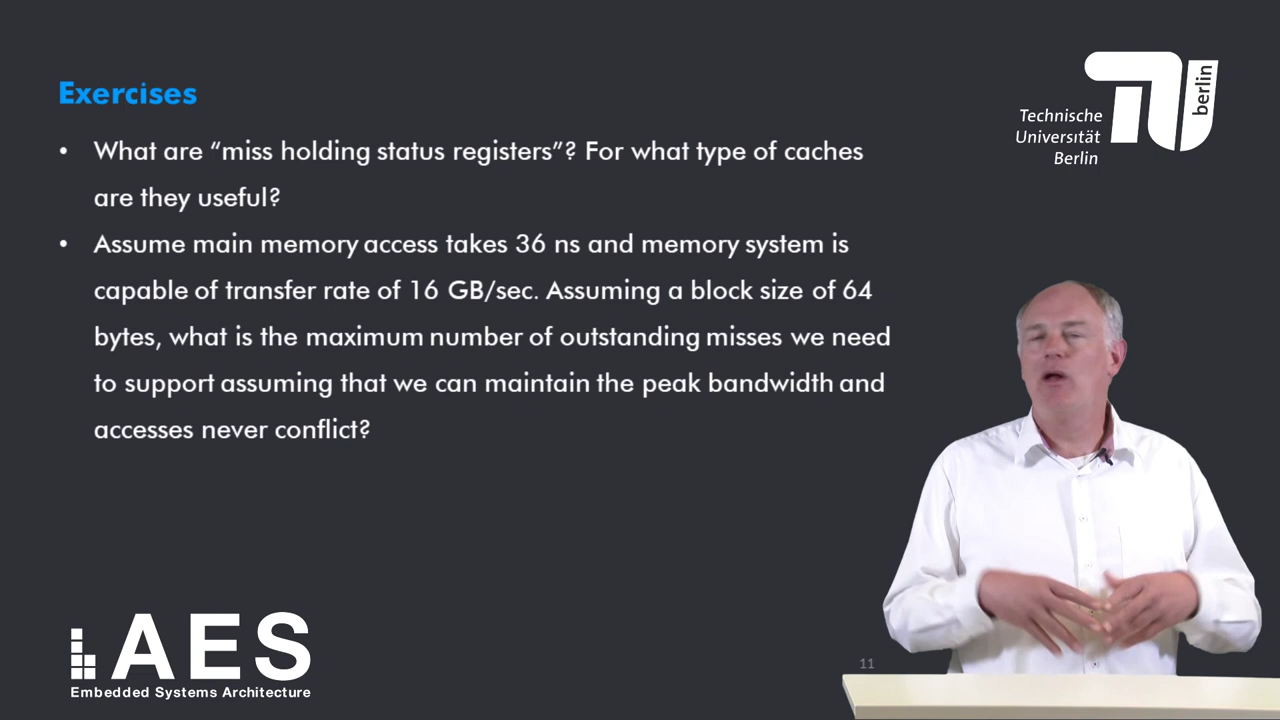 Exercises
• What are “miss holding status registers”? For what type of caches
are they useful?
• Assume main memory access takes 36 ns and memory system is
capable of transfer rate of 16 GB/sec. Assuming a block size of 64
bytes, what is the maximum number of outstanding misses we need
to support assuming that we can maintain the peak bandwidth and
accesses never conflict?
berlin
Technische
Universität
Berlin
AES
Embedded Systems Architecture
11